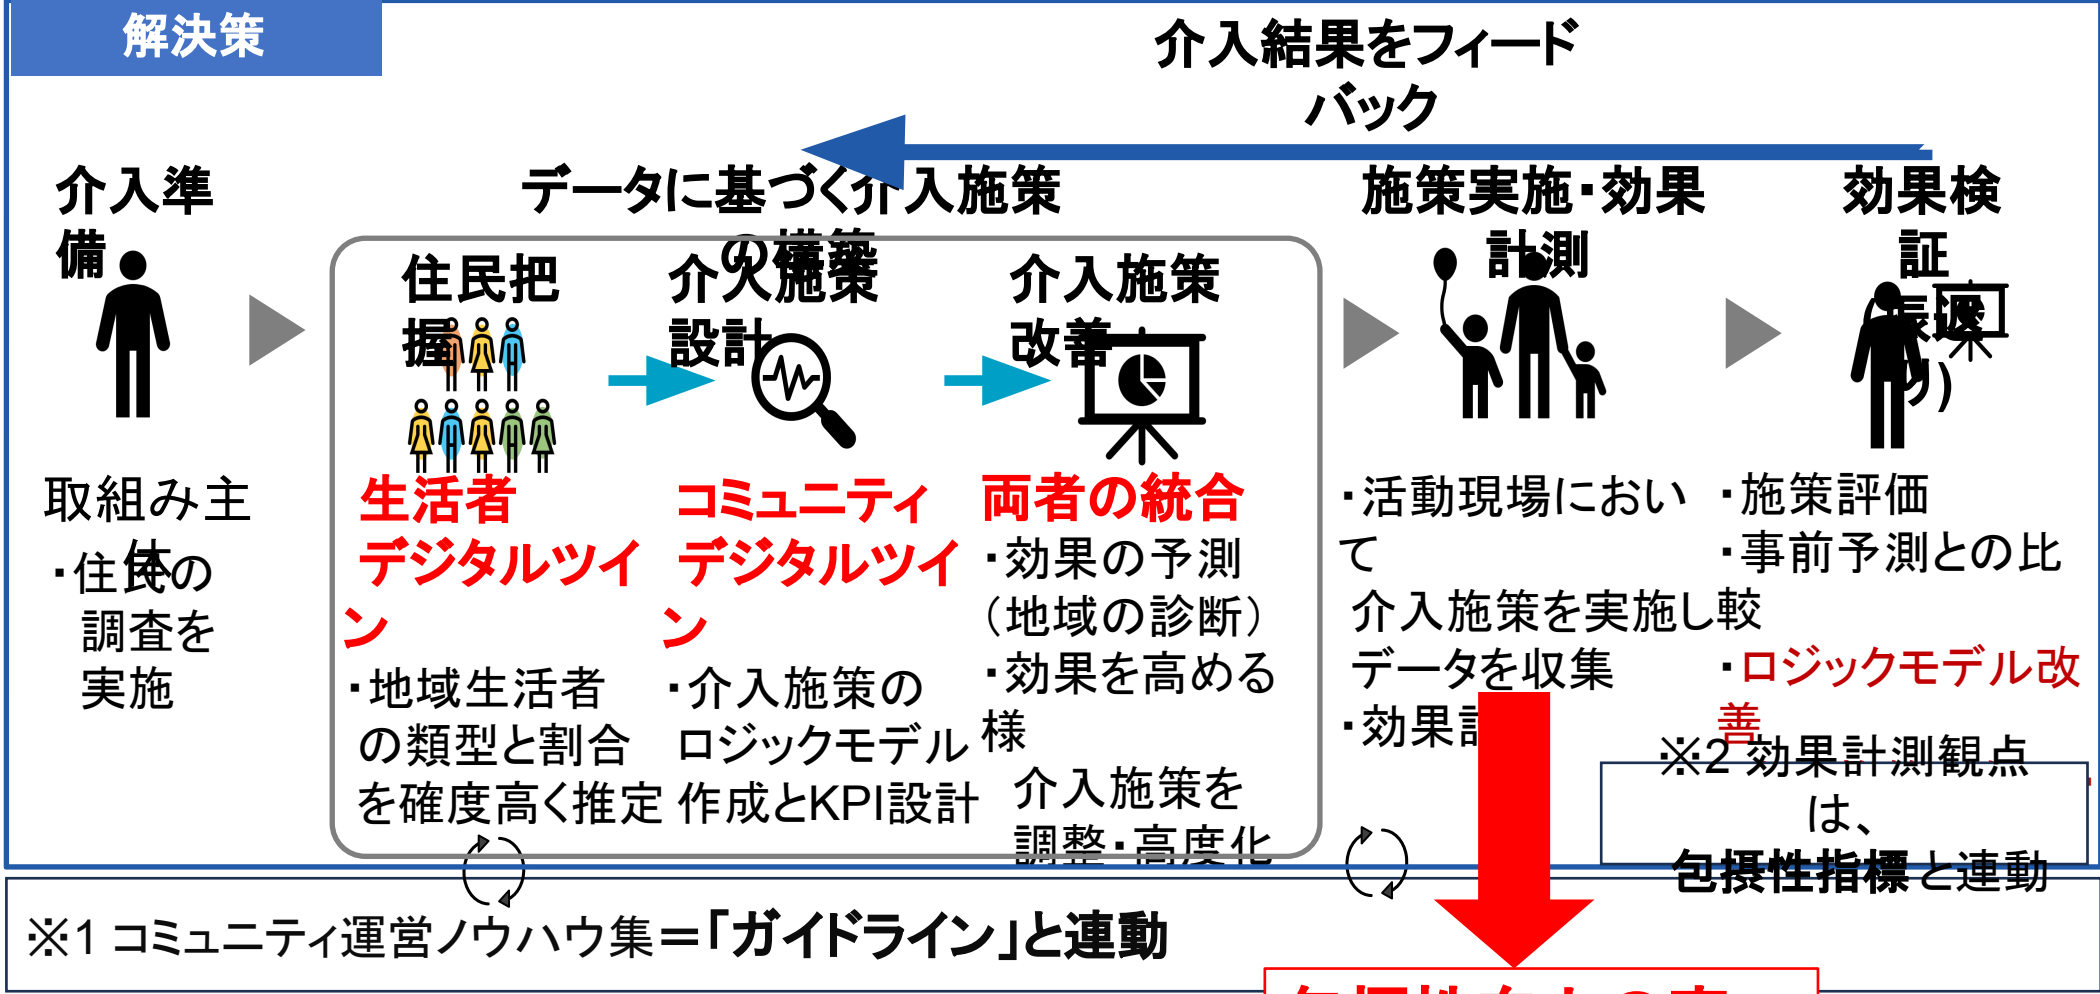 解決策
介入結果をフィード
バック
介入準
備
データに基づく介入施策
の構築
施策実施・効果
計測
効果検
証
住民把
握
介入施策
設計
介入施策
改善
取組み主
体
・住民の
調査を
実施
生活者
デジタルツイ
ン
・地域生活者
の類型と割合
を確度高く推定
コミュニティ
デジタルツイ
ン
・介入施策の
ロジックモデル
作成とKPI設計
両者の統合
・効果の予測
（地域の診断）
・効果を高める
様
介入施策を
調整・高度化
・活動現場におい
て
介入施策を実施し
データを収集
・効果計
・施策評価
・事前予測との比
較
・ロジックモデル改
善
※2 効果計測観点
は、
包摂性指標と連動
※1 コミュニティ運営ノウハウ集＝「ガイドライン」と連動